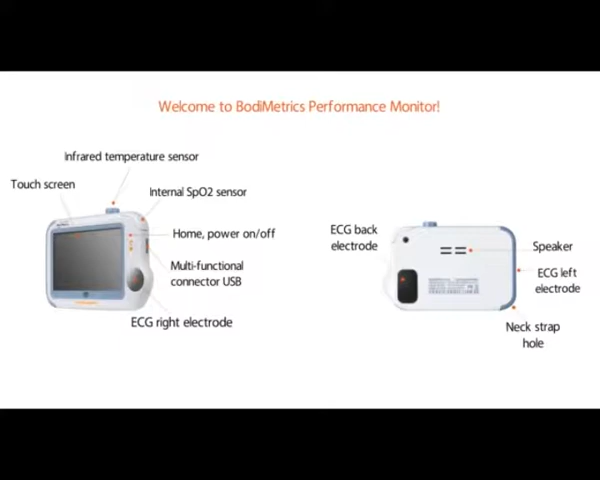 Welcome to BodiMetrics Performance Monitor!
Infrared temperature sensor
Touch screen
Internal SpO2 sensor
Home, power on/off
Multi-functional
connector USB
ECG right electrode
ECG back
electrode
Speaker
ECG left
electrode
Neck strap
hole